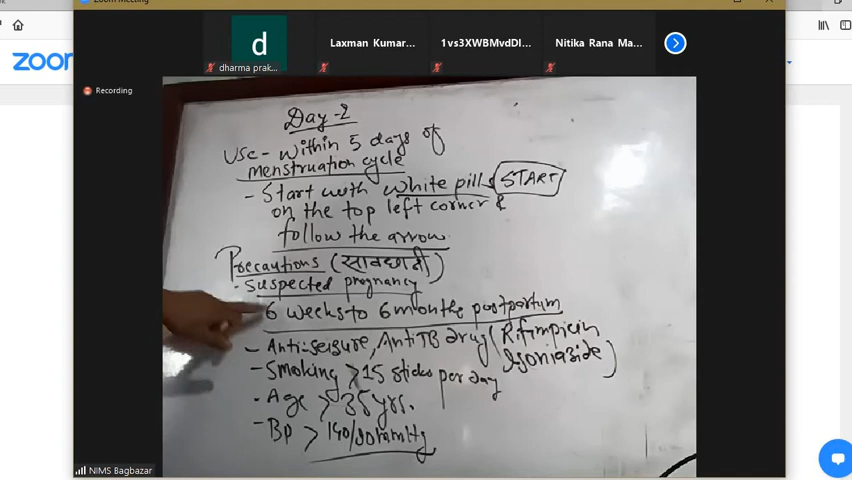 Zoom Meeting
zoom
d
dharma prak...
Laxman Kumar...
1vs3XWBMvdDI...
Nitika Rana Ma...
Recording
Day-2
Use - Within 5 days of
menstruation cycle
- Start with white pill START
on the top left corner &
follow the arrow
Precautions (सावधानी)
- Suspected pregnancy
6 weeks to 6 months postpartum
- Anti-seizure, AntiTB drug (Rifimpicin
Isoniazide)
- Smoking > 15 sticks per day
- Age > 35 yrs.
- BP > 140/90 mmHg
NIMS Bagbazar